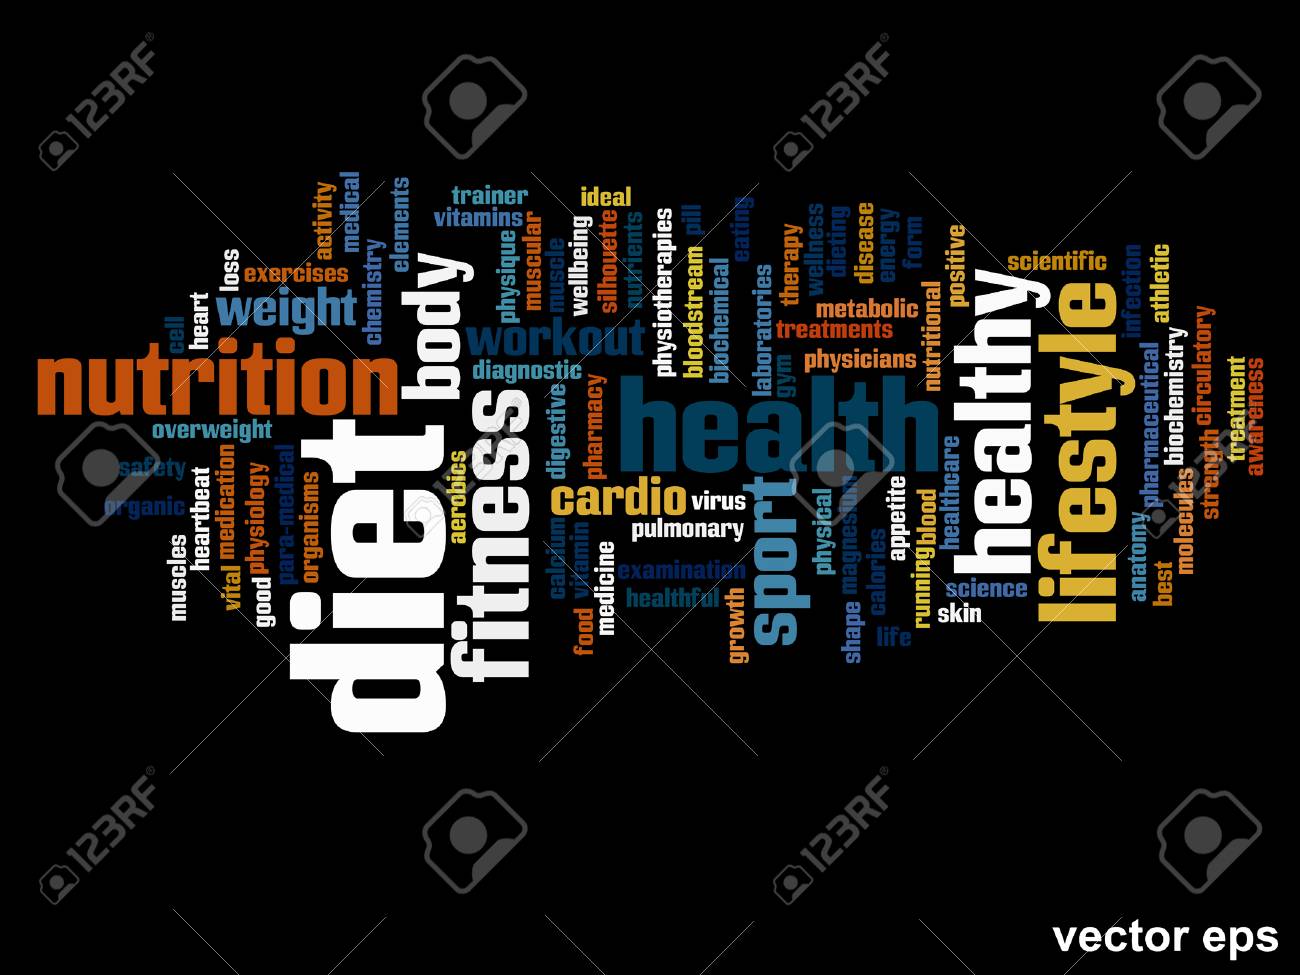 123RF
123RF
trainer
ideal
vitamins
activity
medical
elements
chemistry
loss
exercises
weight
heart
cell
body
physique
muscular
muscle
wellbeing
silhouette
nutrients
physiotherapies
pill
bloodstream
biochemical
eating
laboratories
therapy
wellness
dieting
disease
energy
form
positive
scientific
infection
athletic
metabolic
treatments
physicians
nutritional
gym
workout
diagnostic
nutrition
diet
fitness
health
healthy
lifestyle
pharmaceutical
biochemistry
circulatory
treatment
awareness
strength
molecules
overweight
safety
organic
heartbeat
medication
physiology
para-medical
organisms
muscles
vital
good
aerobics
digestive
pharmacy
cardio
virus
pulmonary
calcium
vitamin
medicine
food
examination
healthful
growth
sport
physical
magnesium
calories
appetite
blood
running
healthcare
shape
life
science
skin
anatomy
best
123RF
123RF
vector eps